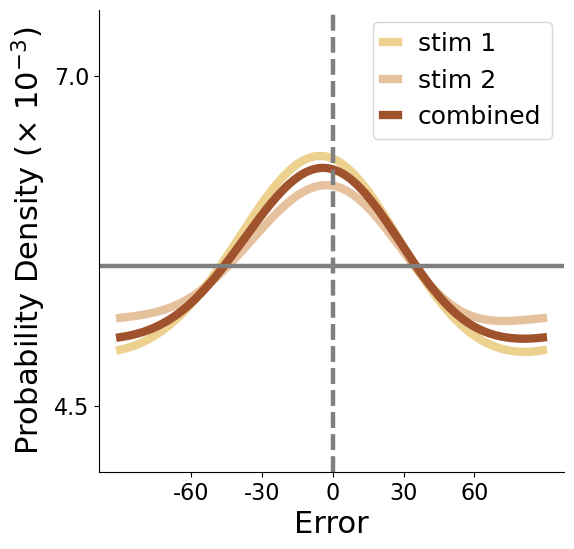 Probability Density (× 10⁻³)
7.0
4.5
stim 1
stim 2
combined
-60 -30 0 30 60
Error